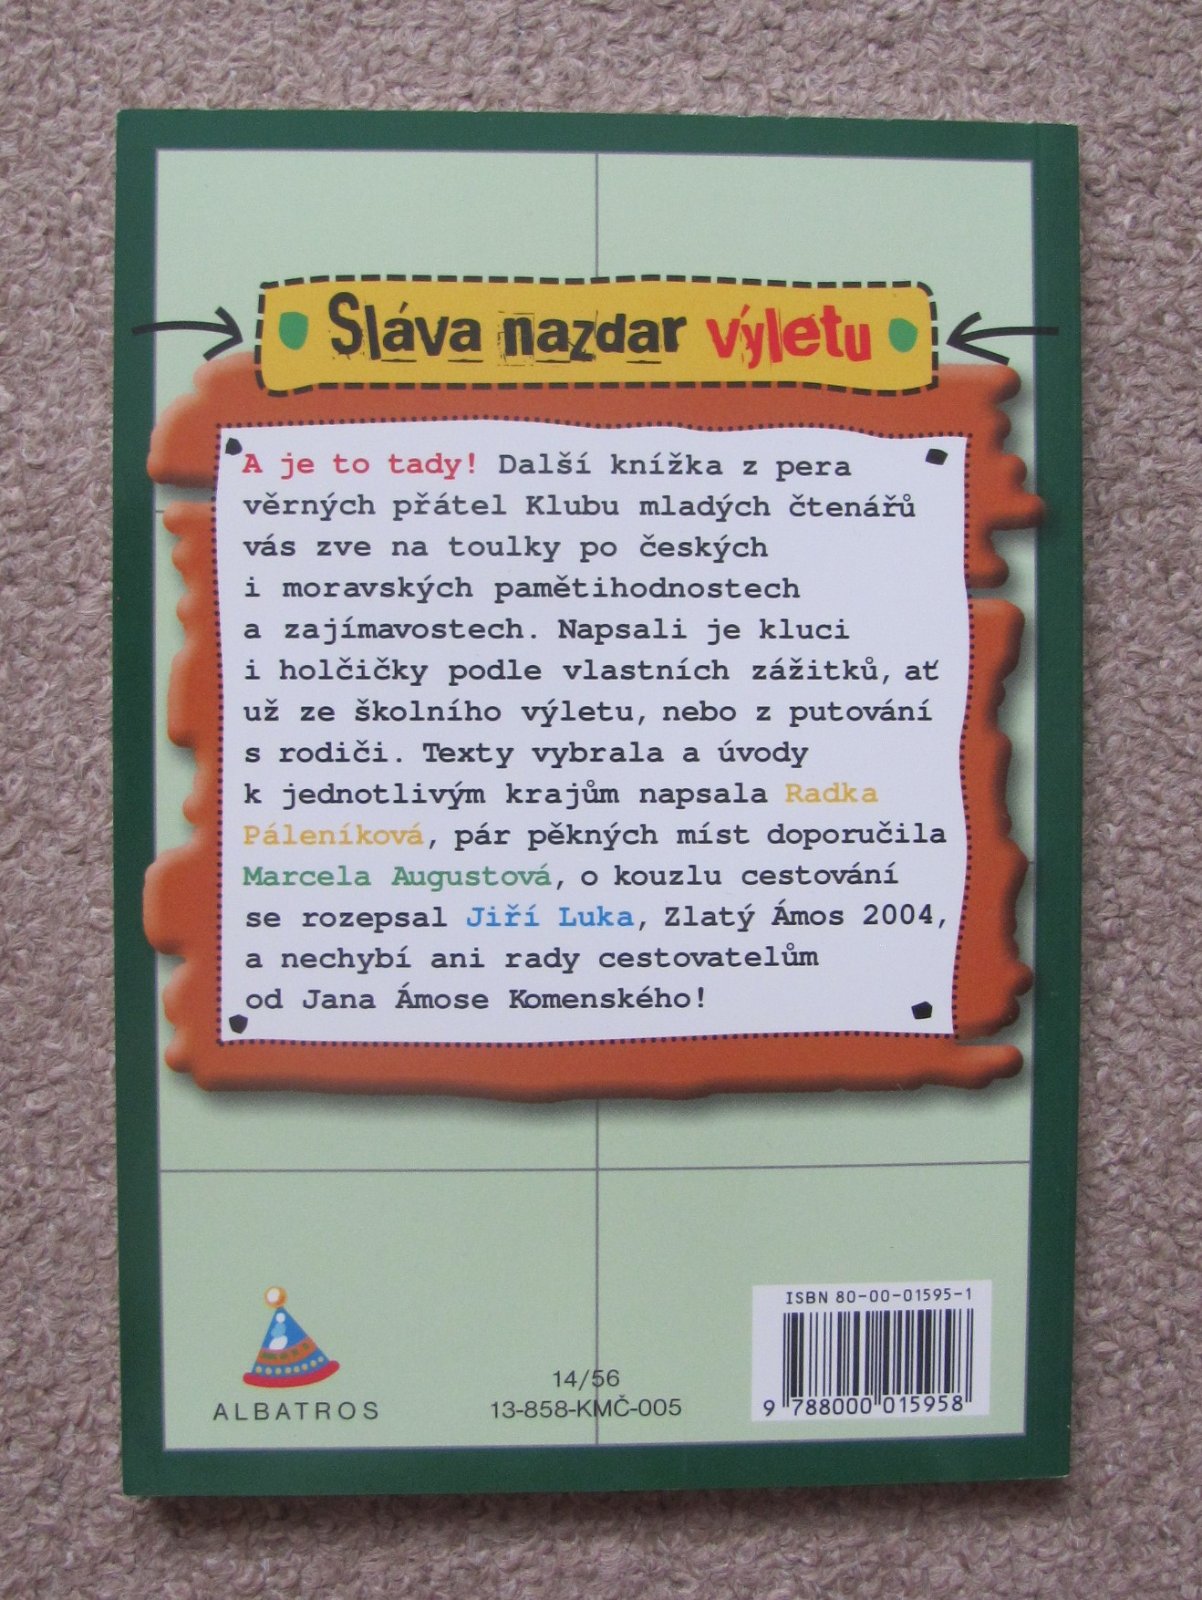 Sláva nazdar výletu
A je to tady! Další knížka z pera
věrných přátel Klubu mladých čtenářů
vás zve na toulky po českých
i moravských pamětihodnostech
a zajímavostech. Napsali je kluci
i holčičky podle vlastních zážitků, ať
už ze školního výletu, nebo z putování
s rodiči. Texty vybrala a úvody
k jednotlivým krajům napsala Radka
Páleníková, pár pěkných míst doporučila
Marcela Augustová, o kouzlu cestování
se rozepsal Jiří Luka, Zlatý Ámos 2004,
a nechybí ani rady cestovatelům
od Jana Ámose Komenského!
ALBATROS
14/56
13-858-KMČ-005
ISBN 80-00-01595-1
9 788000 015958